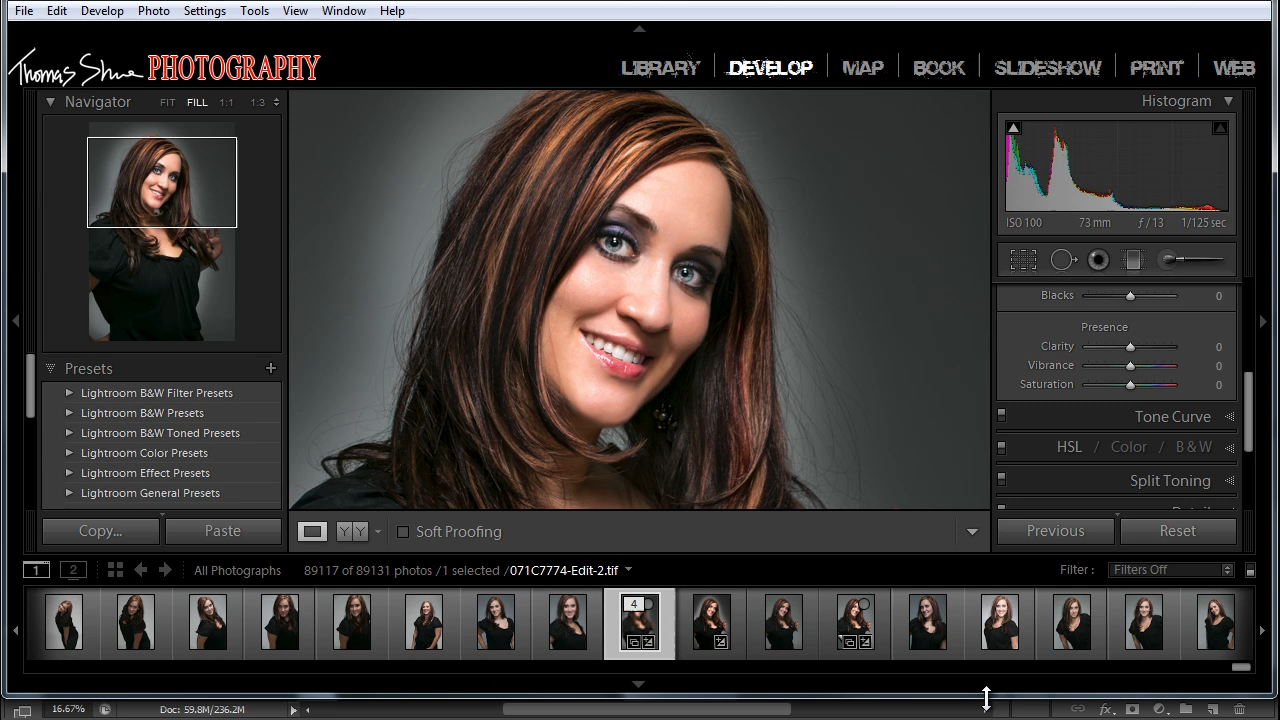 File Edit Develop Photo Settings Tools View Window Help
Thomas Shue PHOTOGRAPHY
LIBRARY DEVELOP MAP BOOK SLIDESHOW PRINT WEB
Navigator FIT FILL 1:1 1:3
Histogram
ISO 100 73 mm ƒ / 13 1/125 sec
Blacks 0
Presence
Clarity 0
Vibrance 0
Saturation 0
Tone Curve
HSL / Color / B & W
Split Toning
Presets +
Lightroom B&W Filter Presets
Lightroom B&W Presets
Lightroom B&W Toned Presets
Lightroom Color Presets
Lightroom Effect Presets
Lightroom General Presets
Copy... Paste
Y Y Soft Proofing
Previous Reset
1 2 All Photographs 89117 of 89131 photos / 1 selected / 071C7774-Edit-2.tif
Filter : Filters Off
4
16.67% Doc: 59.8M/236.2M
fx